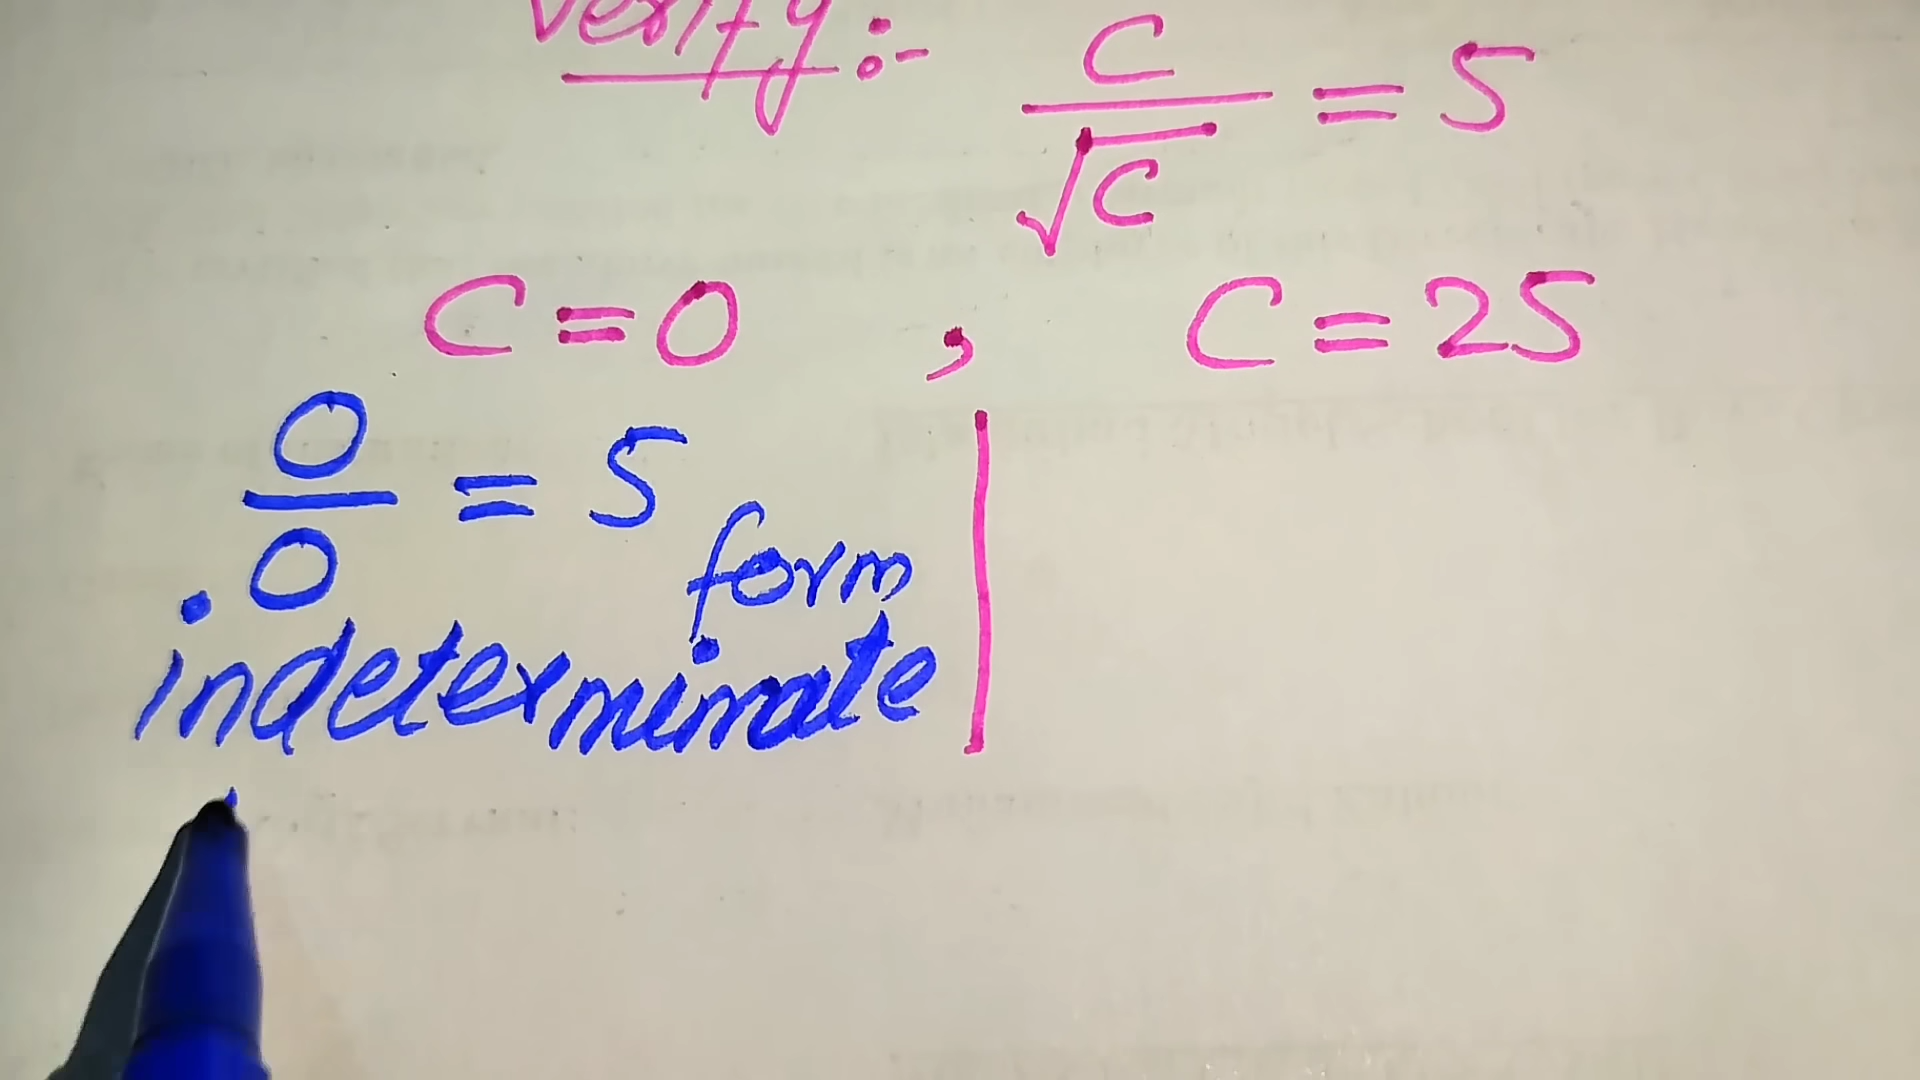 Verify :-
C/√C = 5
C = 0 , C = 25
0/0 = 5
form
indeterminate